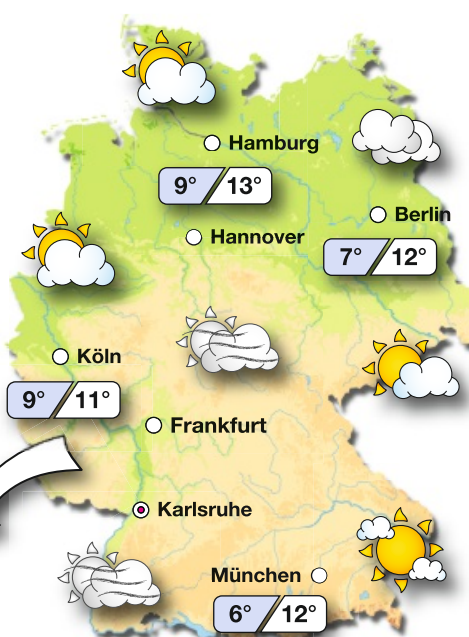 Hamburg
9° 13°
Berlin
Hannover
7° 12°
Köln
9° 11°
Frankfurt
Karlsruhe
München
6° 12°